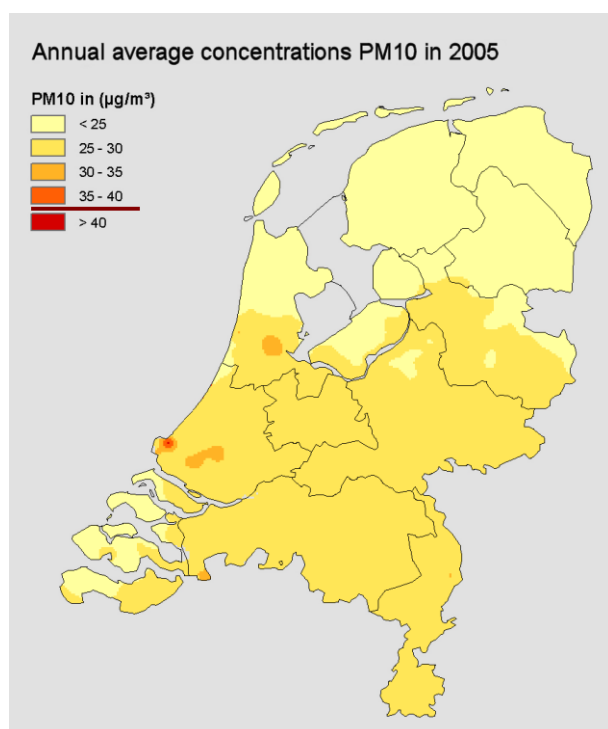 Annual average concentrations PM10 in 2005
PM10 in (µg/m³)
< 25
25 - 30
30 - 35
35 - 40
> 40